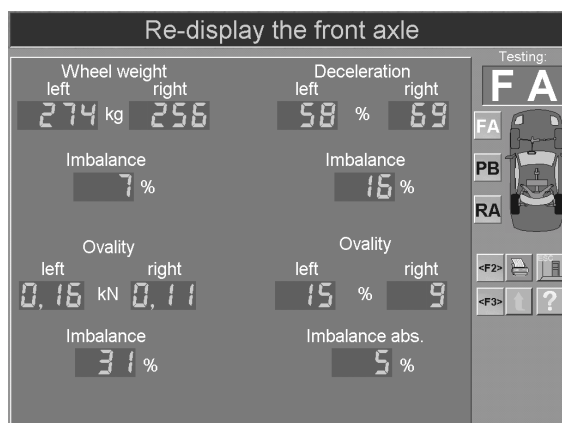 Re-display the front axle
Testing:
F A
Wheel weight
left right
274 kg 256
Imbalance
7 %
Ovality
left right
0,16 kN 0,11
Imbalance
31 %
Deceleration
left right
58 % 69
Imbalance
16 %
Ovality
left right
15 % 9
Imbalance abs.
5 %
FA
PB
RA
<F2>
ESC
<F3>
?